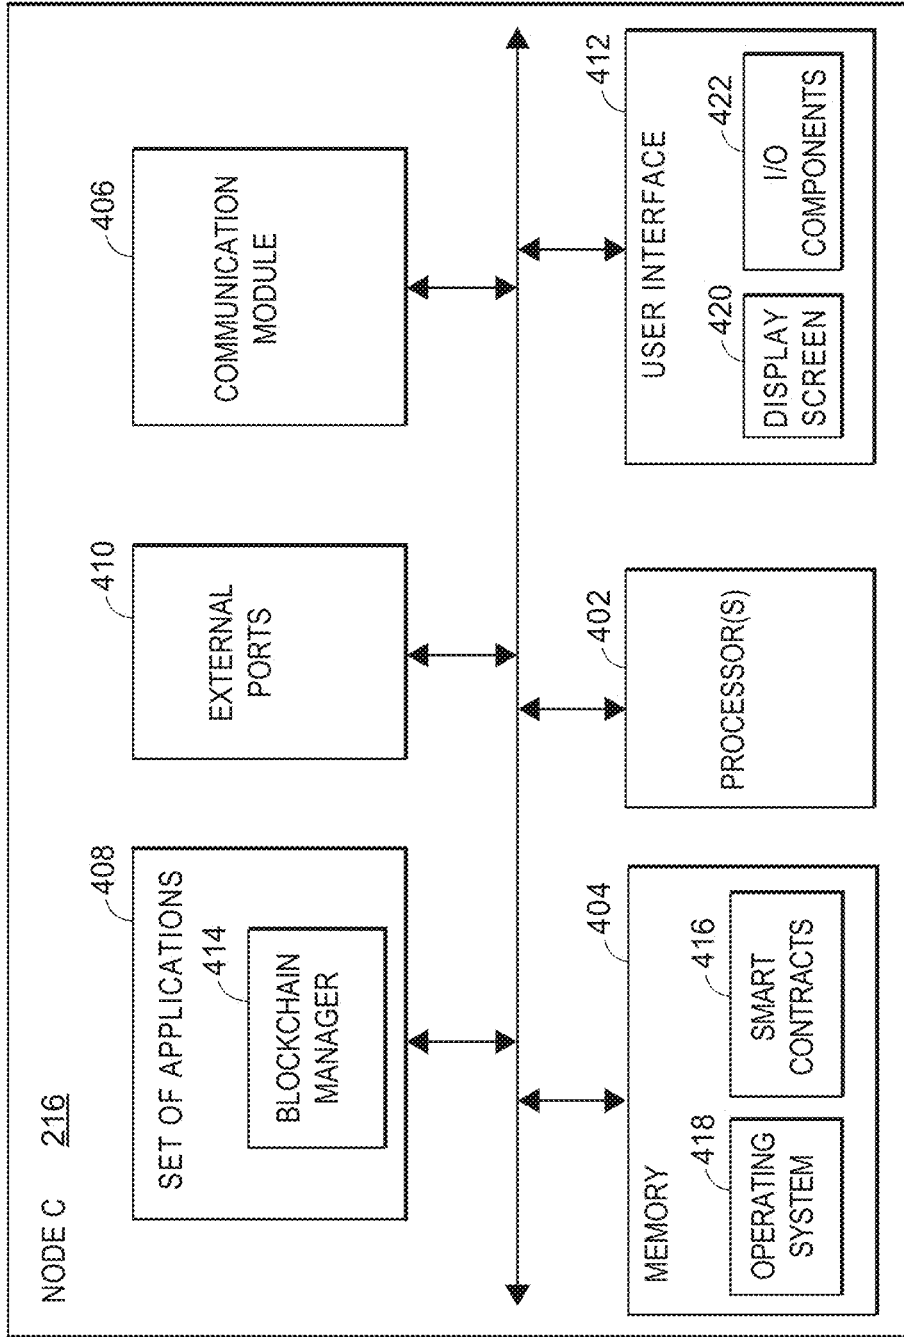 NODE C 216
408
SET OF APPLICATIONS
414
BLOCKCHAIN
MANAGER
410
EXTERNAL
PORTS
406
COMMUNICATION
MODULE
404
MEMORY
418
OPERATING
SYSTEM
416
SMART
CONTRACTS
402
PROCESSOR(S)
412
USER INTERFACE
420
DISPLAY
SCREEN
422
I/O
COMPONENTS